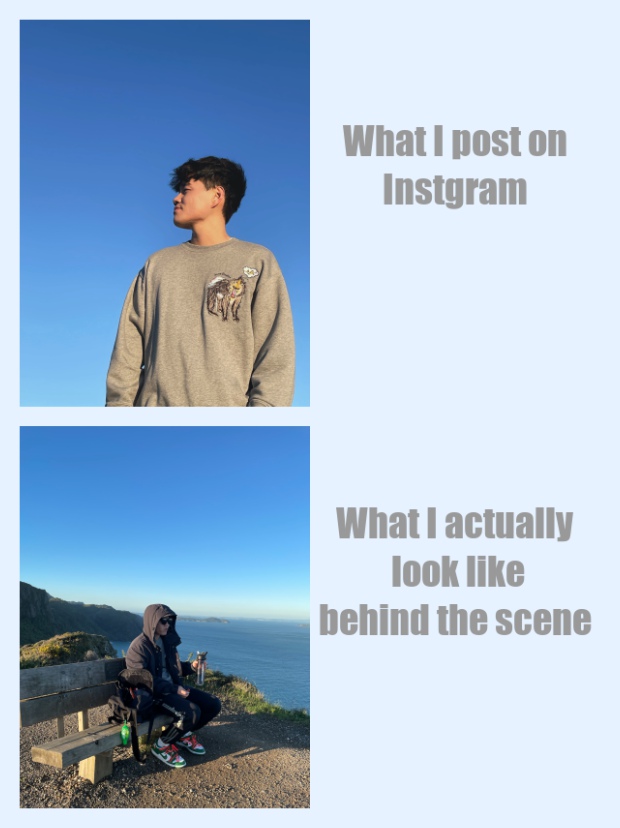 What I post on
Instgram
What I actually
look like
behind the scene